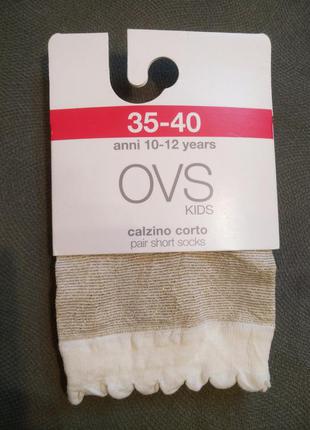 35-40
anni 10-12 years
OVS
KIDS
calzino corto
pair short socks